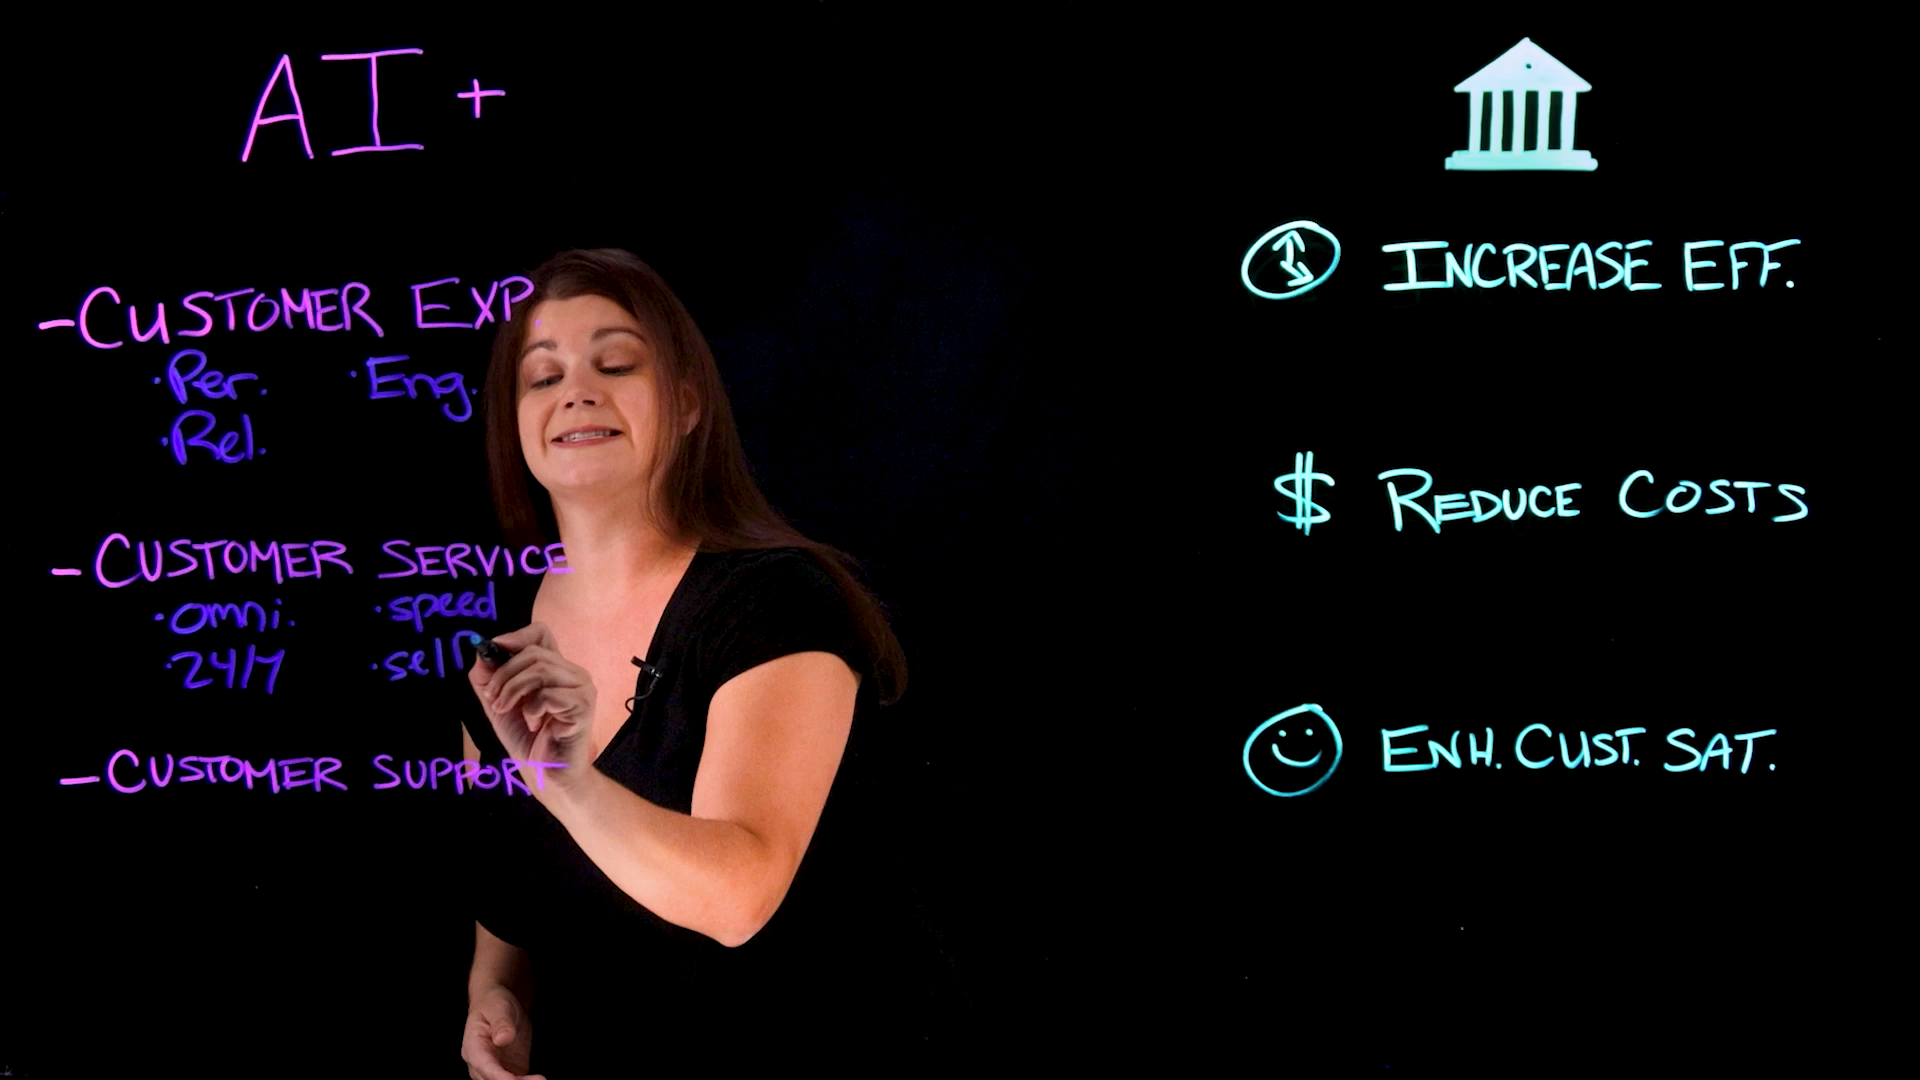 AI +
- CUSTOMER EXP.
· Per. · Eng.
· Rel.
- CUSTOMER SERVICE
· omni. · speed
· 24/7 · self
- CUSTOMER SUPPORT
INCREASE EFF.
$ REDUCE COSTS
ENH. CUST. SAT.